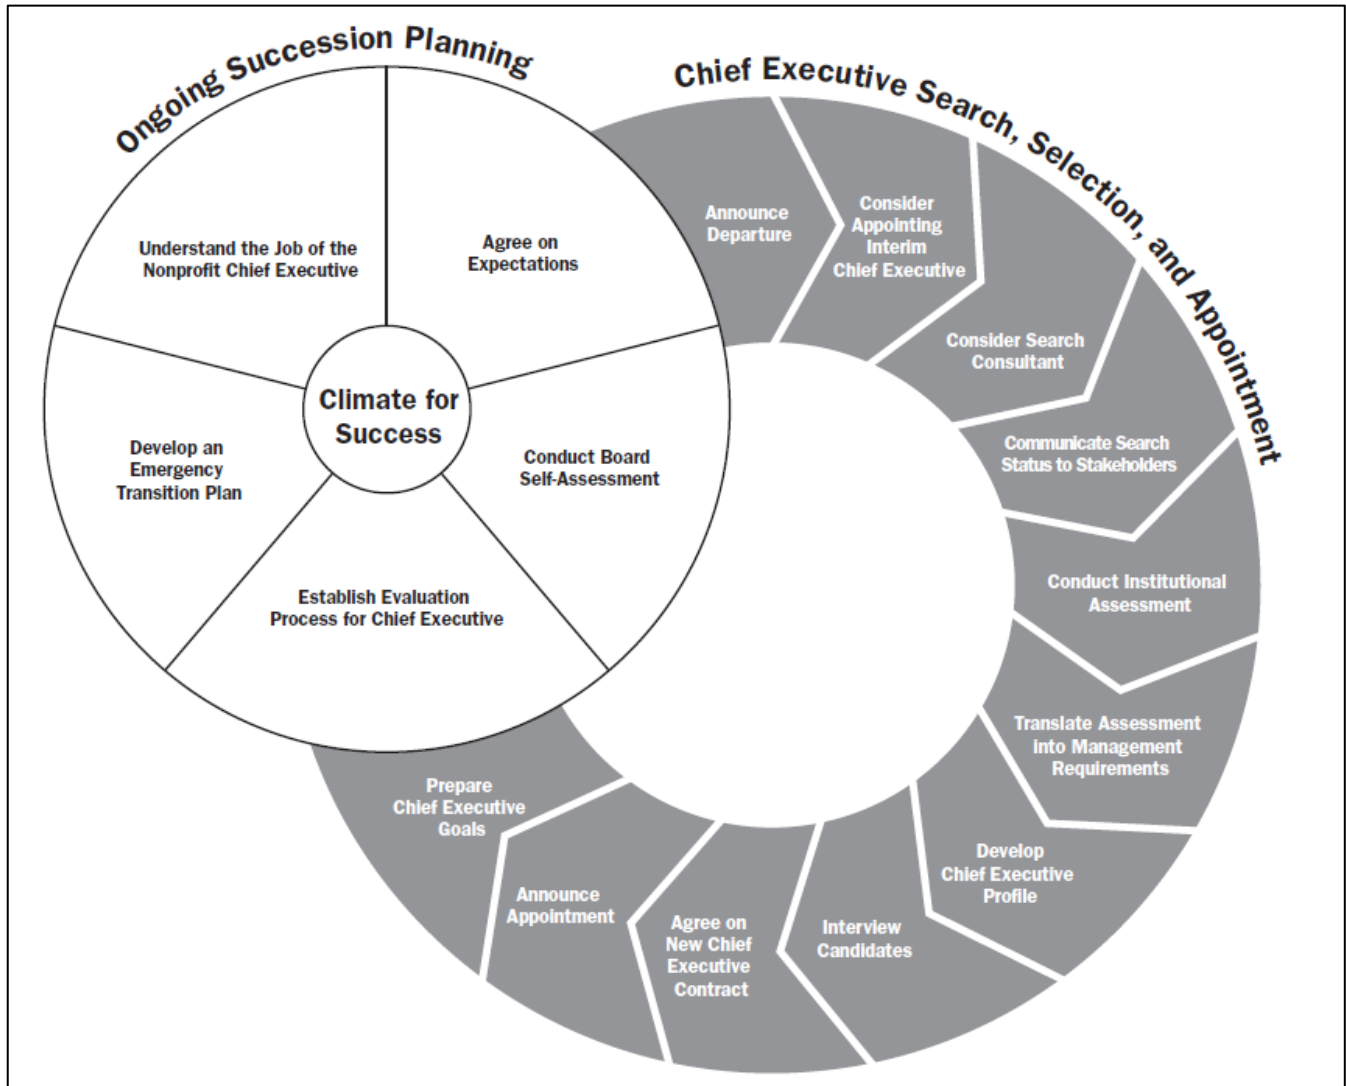 Ongoing Succession Planning
Understand the Job of the
Nonprofit Chief Executive
Agree on
Expectations
Climate for
Success
Develop an
Emergency
Transition Plan
Conduct Board
Self-Assessment
Establish Evaluation
Process for Chief Executive
Chief Executive Search, Selection, and Appointment
Announce
Departure
Consider
Appointing
Interim
Chief Executive
Consider Search
Consultant
Communicate Search
Status to Stakeholders
Conduct Institutional
Assessment
Translate Assessment
into Management
Requirements
Develop
Chief Executive
Profile
Interview
Candidates
Agree on
New Chief
Executive
Contract
Announce
Appointment
Prepare
Chief Executive
Goals